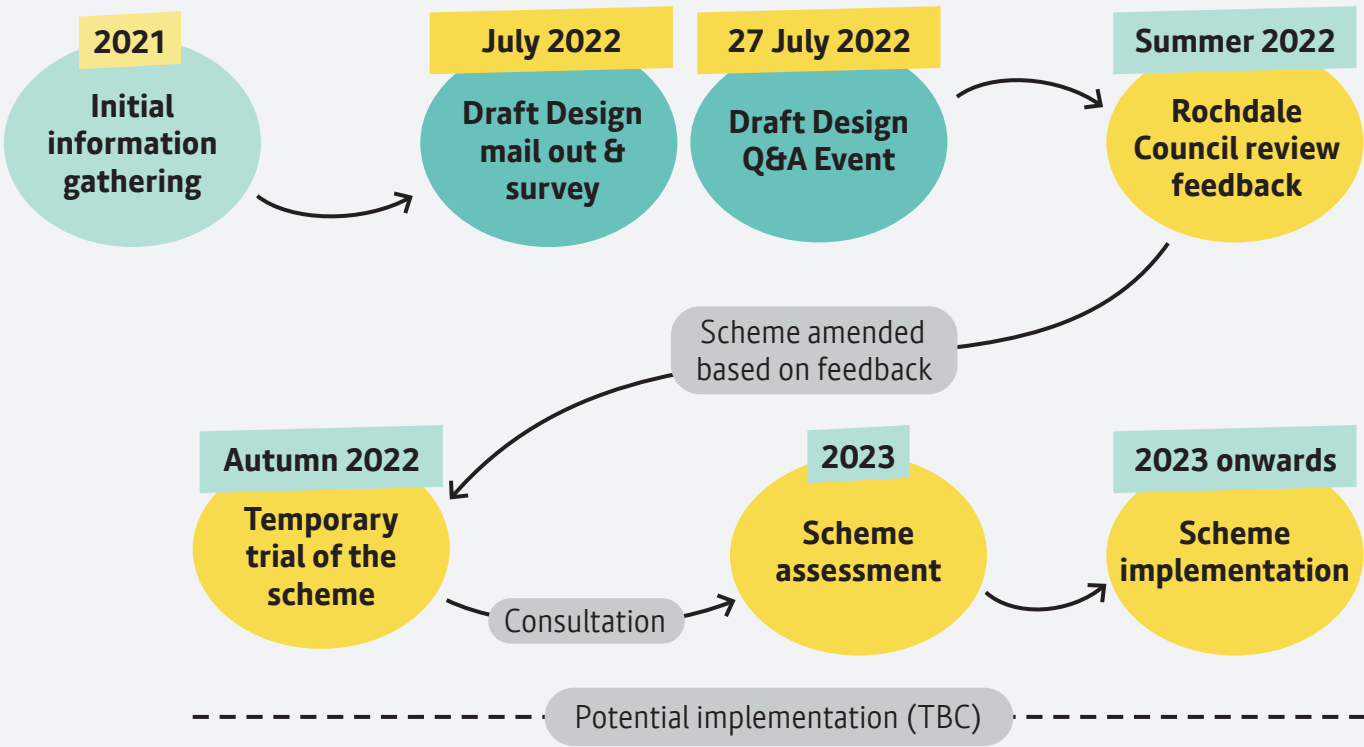 2021
Initial
information
gathering
July 2022
Draft Design
mail out &
survey
27 July 2022
Draft Design
Q&A Event
Summer 2022
Rochdale
Council review
feedback
Scheme amended
based on feedback
Autumn 2022
Temporary
trial of the
scheme
Consultation
2023
Scheme
assessment
2023 onwards
Scheme
implementation
Potential implementation (TBC)